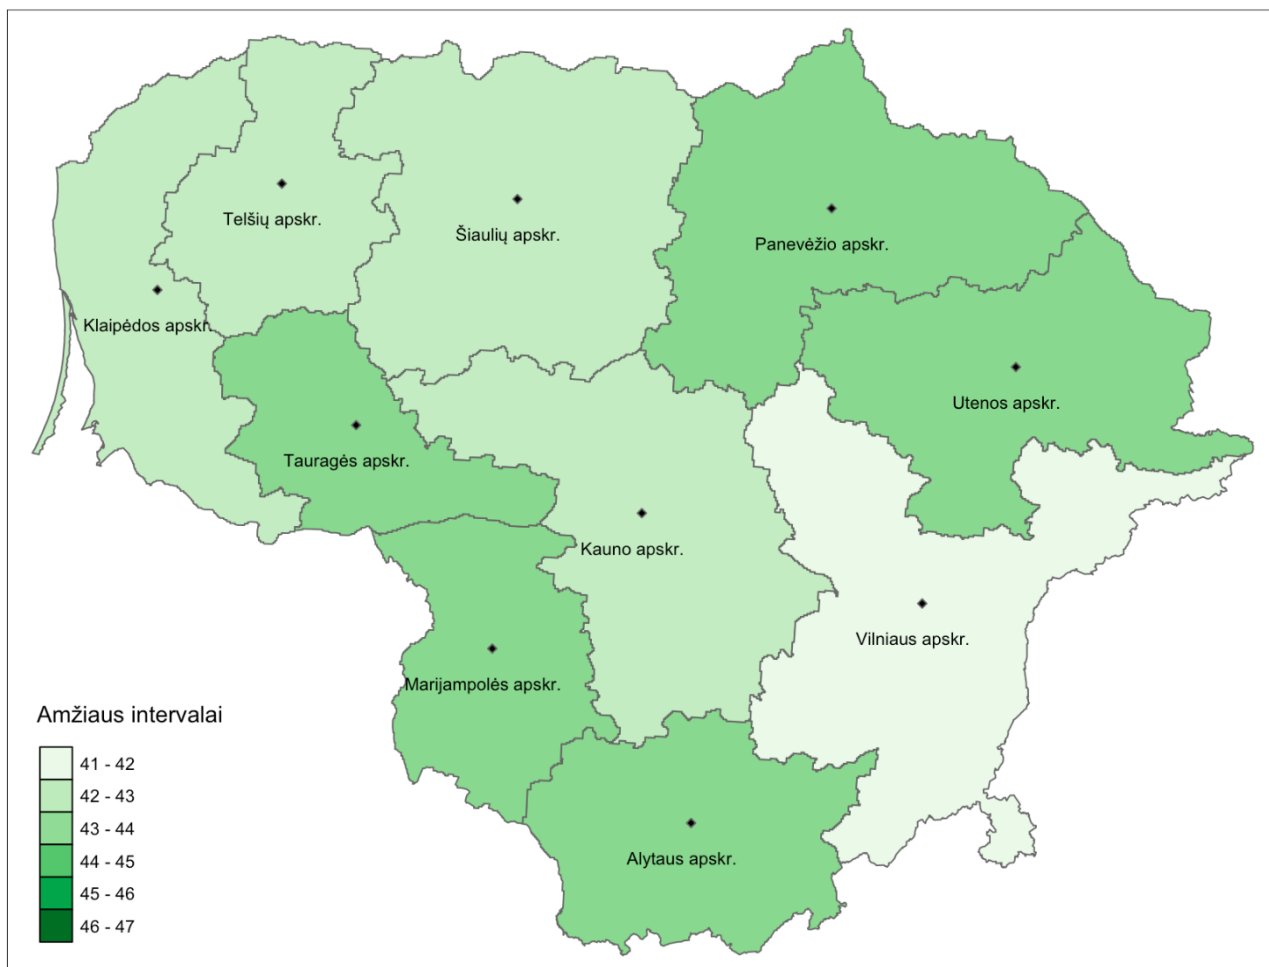 Telšių apskr.
Šiaulių apskr.
Panevėžio apskr.
Klaipėdos apskr.
Utenos apskr.
Tauragės apskr.
Kauno apskr.
Vilniaus apskr.
Marijampolės apskr.
Alytaus apskr.
Amžiaus intervalai
41 - 42
42 - 43
43 - 44
44 - 45
45 - 46
46 - 47